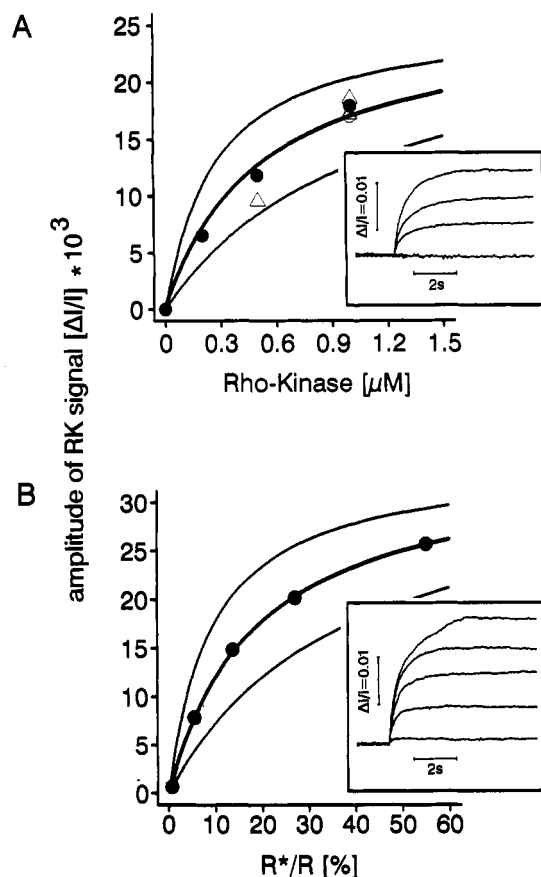 A
25
20
15
10
5
0
0 0.3 0.6 0.9 1.2 1.5
Rho-Kinase [μM]
ΔI/I=0.01
2s
amplitude of RK signal [ΔI/I] * 10³
B
30
25
20
15
10
5
0
0 10 20 30 40 50 60
R*/R [%]
ΔI/I=0.01
2s